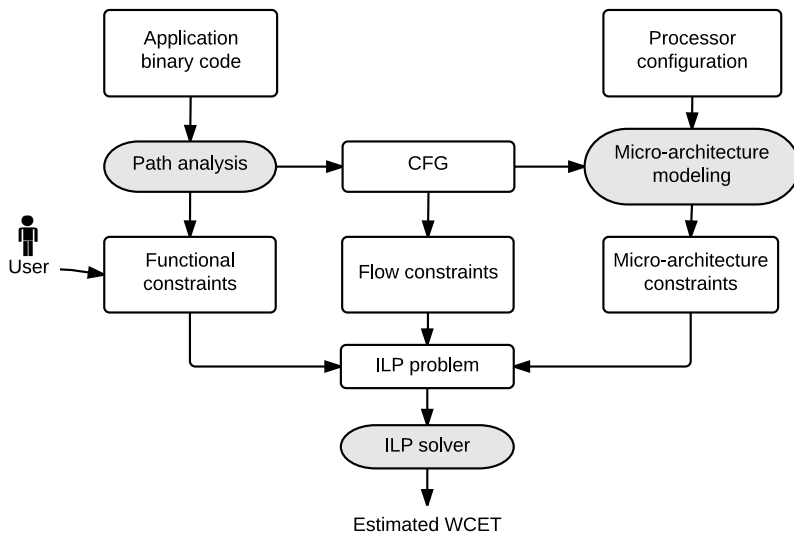 Application
binary code
Processor
configuration
Path analysis
CFG
Micro-architecture
modeling
User
Functional
constraints
Flow constraints
Micro-architecture
constraints
ILP problem
ILP solver
Estimated WCET